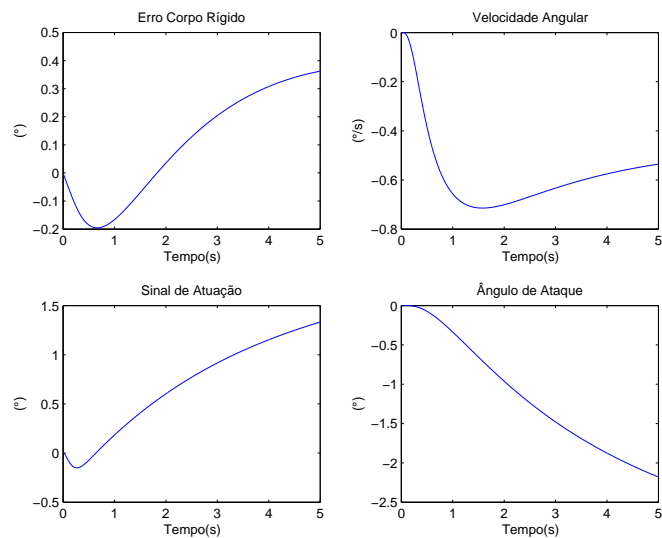 Erro Corpo Rígido
0.5
0.4
0.3
0.2
0.1
0
−0.1
−0.2
(°)
0 1 2 3 4 5
Tempo(s)
Velocidade Angular
0
−0.2
−0.4
−0.6
−0.8
(°/s)
0 1 2 3 4 5
Tempo(s)
Sinal de Atuação
1.5
1
0.5
0
−0.5
(°)
0 1 2 3 4 5
Tempo(s)
Ângulo de Ataque
0
−0.5
−1
−1.5
−2
−2.5
(°)
0 1 2 3 4 5
Tempo(s)